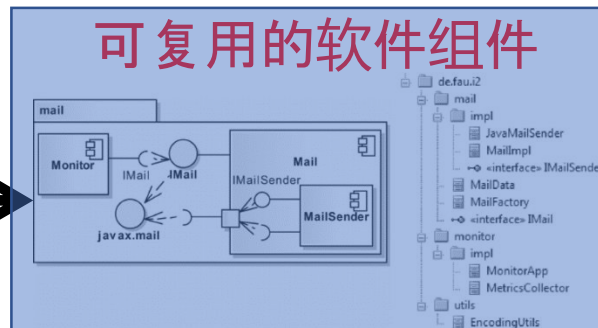 可复用的软件组件
mail
Monitor
IMail
IMail
javax.mail
Mail
IMailSender
MailSender
de.fau.i2
mail
impl
JavaMailSender
MailImpl
«interface» IMailSende
MailData
MailFactory
«interface» IMail
monitor
impl
MonitorApp
MetricsCollector
utils
EncodingUtils